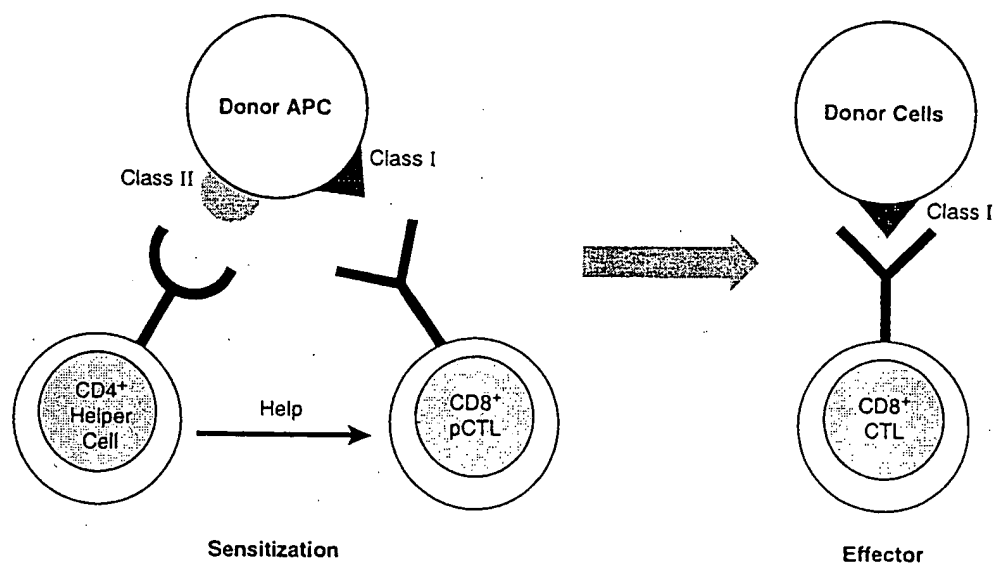 Donor APC
Class II
Class I
CD4+
Helper
Cell
Help
CD8+
pCTL
Sensitization
Donor Cells
Class I
CD8+
CTL
Effector